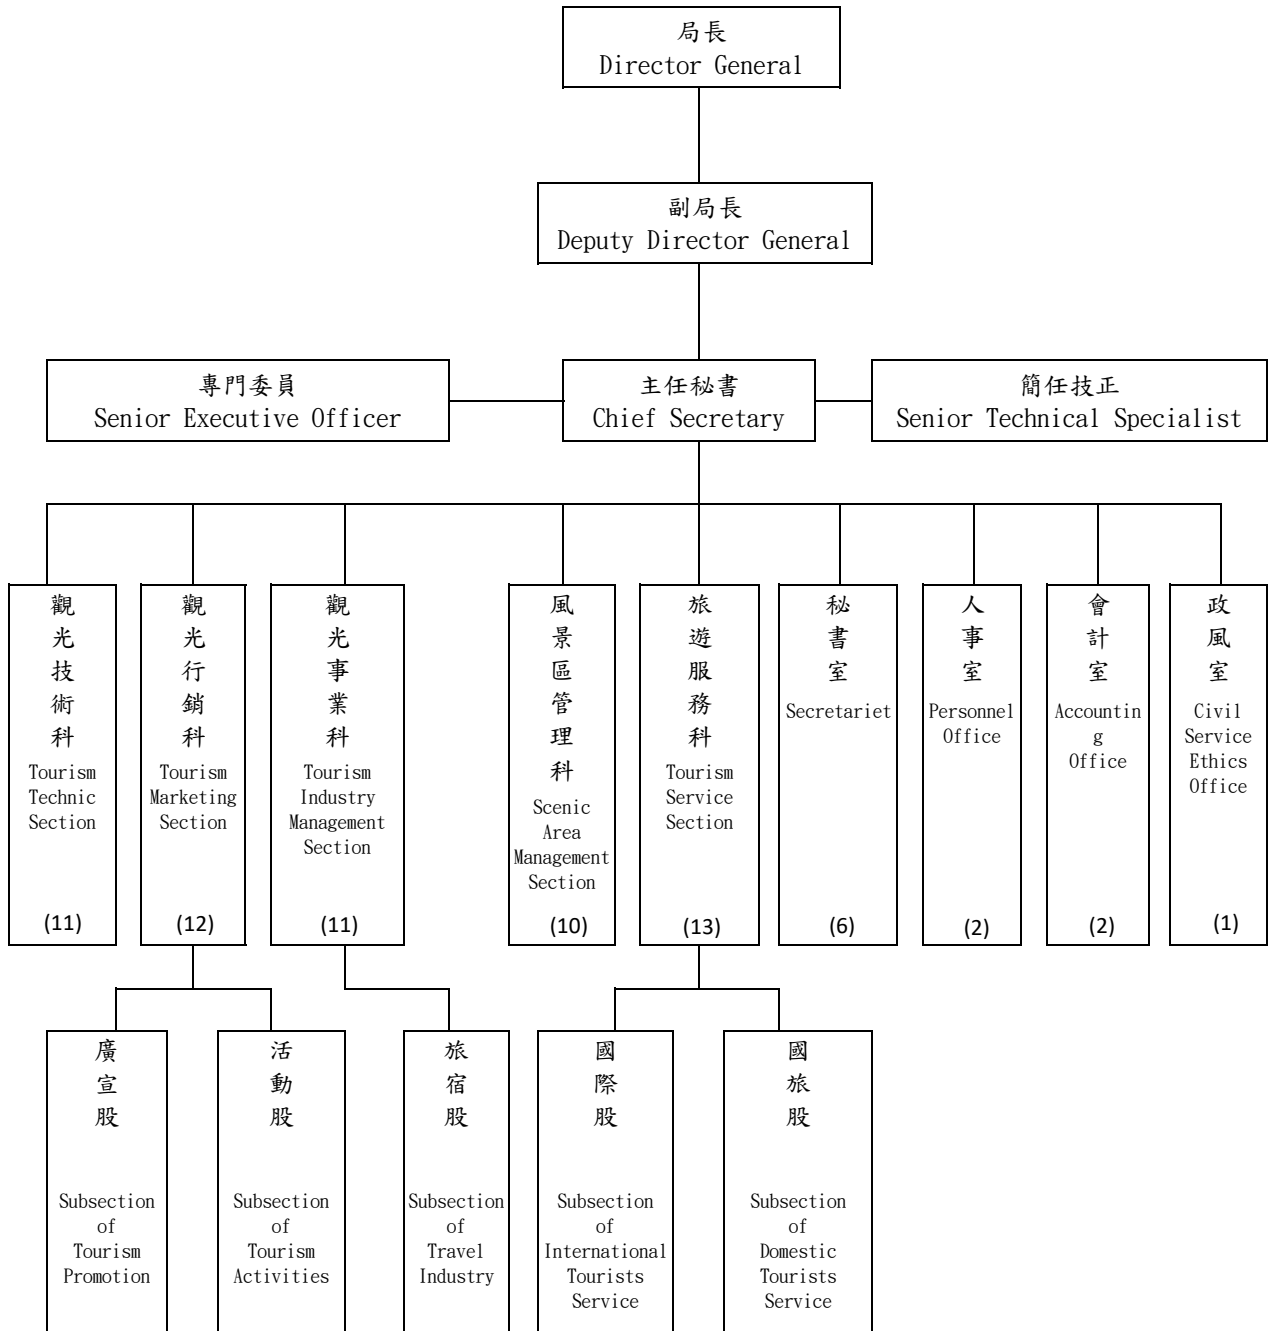 局長
Director General
副局長
Deputy Director General
專門委員
Senior Executive Officer
主任秘書
Chief Secretary
簡任技正
Senior Technical Specialist
觀光技術科
Tourism
Technic
Section
(11)
觀光行銷科
Tourism
Marketing
Section
(12)
觀光事業科
Tourism
Industry
Management
Section
(11)
風景區管理科
Scenic
Area
Management
Section
(10)
旅遊服務科
Tourism
Service
Section
(13)
秘書室
Secretariet
(6)
人事室
Personnel
Office
(2)
會計室
Accountin
g
Office
(2)
政風室
Civil
Service
Ethics
Office
(1)
廣宣股
Subsection
of
Tourism
Promotion
活動股
Subsection
of
Tourism
Activities
旅宿股
Subsection
of
Travel
Industry
國際股
Subsection
of
International
Tourists
Service
國旅股
Subsection
of
Domestic
Tourists
Service